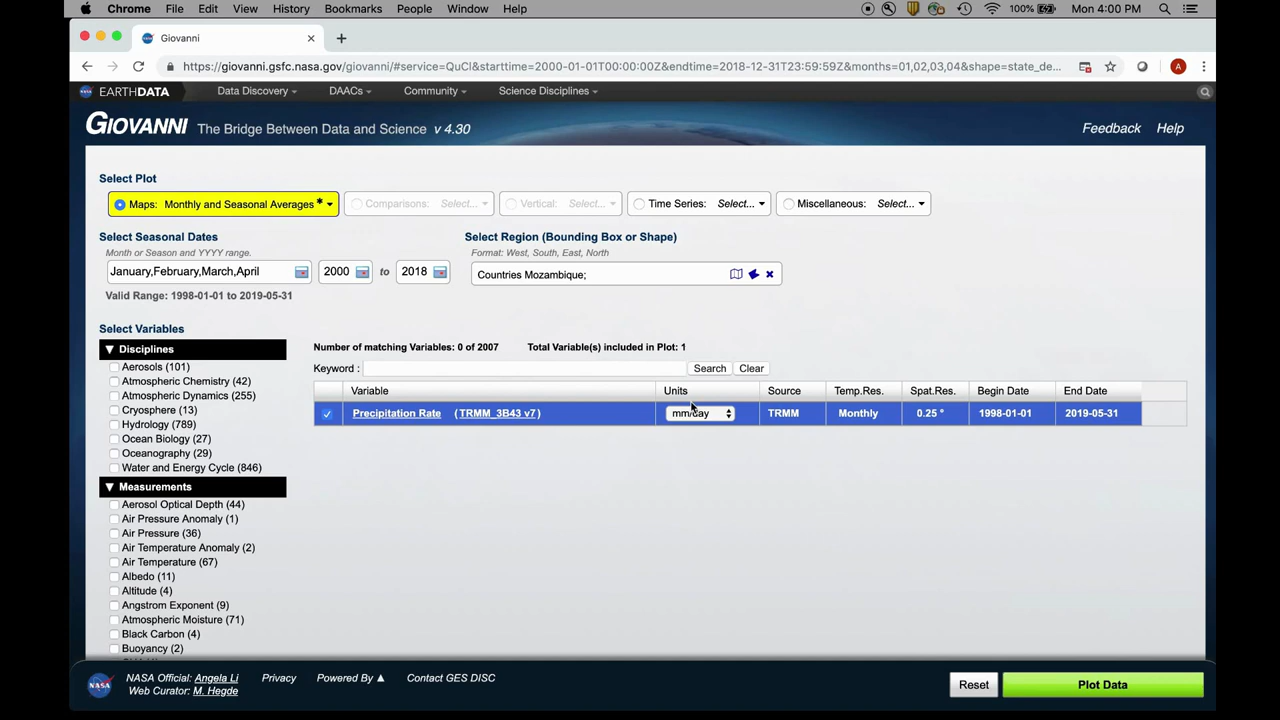 Chrome File Edit View History Bookmarks People Window Help 100% Mon 4:00 PM
Giovanni
https://giovanni.gsfc.nasa.gov/giovanni/#service=QuCl&starttime=2000-01-01T00:00:00Z&endtime=2018-12-31T23:59:59Z&months=01,02,03,04&shape=state_de... A
EARTHDATA Data Discovery DAACs Community Science Disciplines
GIOVANNI The Bridge Between Data and Science v 4.30 Feedback Help
Select Plot
Maps: Monthly and Seasonal Averages * Comparisons: Select... Vertical: Select... Time Series: Select... Miscellaneous: Select...
Select Seasonal Dates Select Region (Bounding Box or Shape)
Month or Season and YYYY range. Format: West, South, East, North
January,February,March,April 2000 to 2018 Countries Mozambique;
Valid Range: 1998-01-01 to 2019-05-31
Select Variables
Disciplines Number of matching Variables: 0 of 2007 Total Variable(s) included in Plot: 1
Aerosols (101) Keyword : Search Clear
Atmospheric Chemistry (42)
Atmospheric Dynamics (255) Variable Units Source Temp.Res. Spat.Res. Begin Date End Date
Cryosphere (13) Precipitation Rate (TRMM_3B43 v7) mm/day TRMM Monthly 0.25 ° 1998-01-01 2019-05-31
Hydrology (789)
Ocean Biology (27)
Oceanography (29)
Water and Energy Cycle (846)
Measurements
Aerosol Optical Depth (44)
Air Pressure Anomaly (1)
Air Pressure (36)
Air Temperature Anomaly (2)
Air Temperature (67)
Albedo (11)
Altitude (4)
Angstrom Exponent (9)
Atmospheric Moisture (71)
Black Carbon (4)
Buoyancy (2)
NASA NASA Official: Angela Li Privacy Powered By ▲ Contact GES DISC Reset Plot Data
Web Curator: M. Hegde